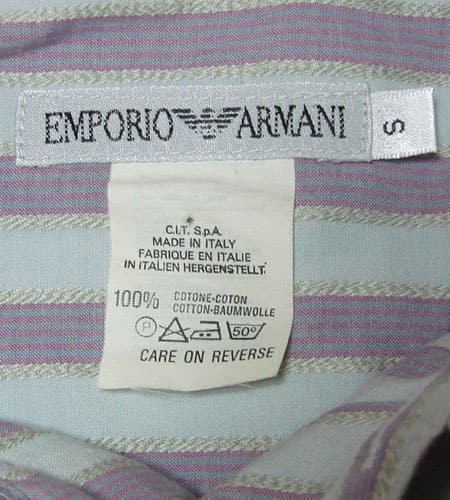 EMPORIO ARMANI
S
C.I.T. S.p.A.
MADE IN ITALY
FABRIQUE EN ITALIE
IN ITALIEN HERGENSTELLT.
100% COTONE-COTON
COTTON-BAUMWOLLE
P 50°
CARE ON REVERSE